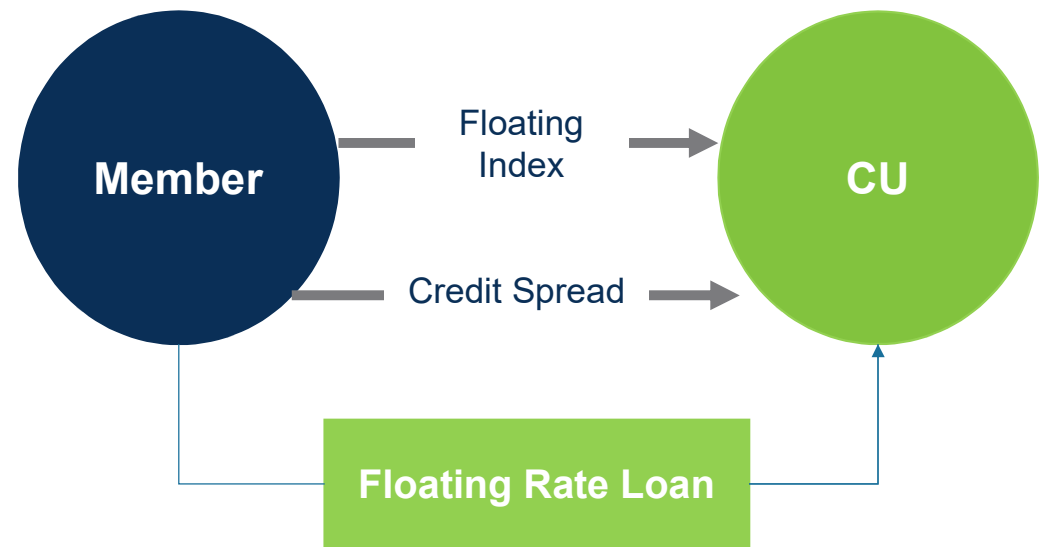 Floating
Index
Member
CU
Credit Spread
Floating Rate Loan